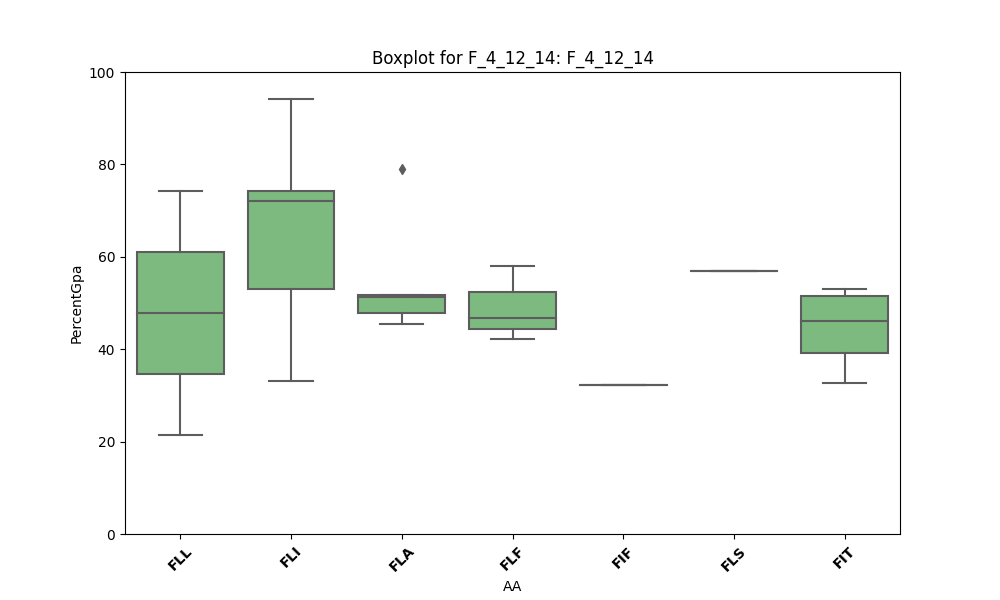 Boxplot for F_4_12_14: F_4_12_14
100
80
60
40
20
0
PercentGpa
FLL
FLI
FLA
FLF
FIF
FLS
FIT
AA